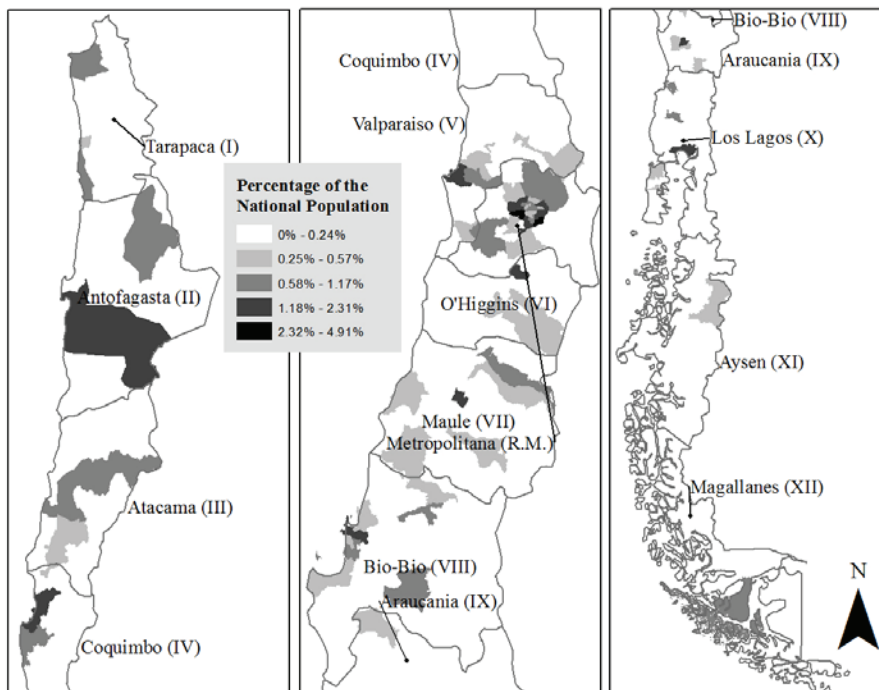 Tarapaca (I)
Antofagasta (II)
Atacama (III)
Coquimbo (IV)
Percentage of the
National Population
0% - 0.24%
0.25% - 0.57%
0.58% - 1.17%
1.18% - 2.31%
2.32% - 4.91%
Coquimbo (IV)
Valparaiso (V)
O'Higgins (VI)
Maule (VII)
Metropolitana (R.M.)
Bio-Bio (VIII)
Araucania (IX)
Bio-Bio (VIII)
Araucania (IX)
Los Lagos (X)
Aysen (XI)
Magallanes (XII)
N